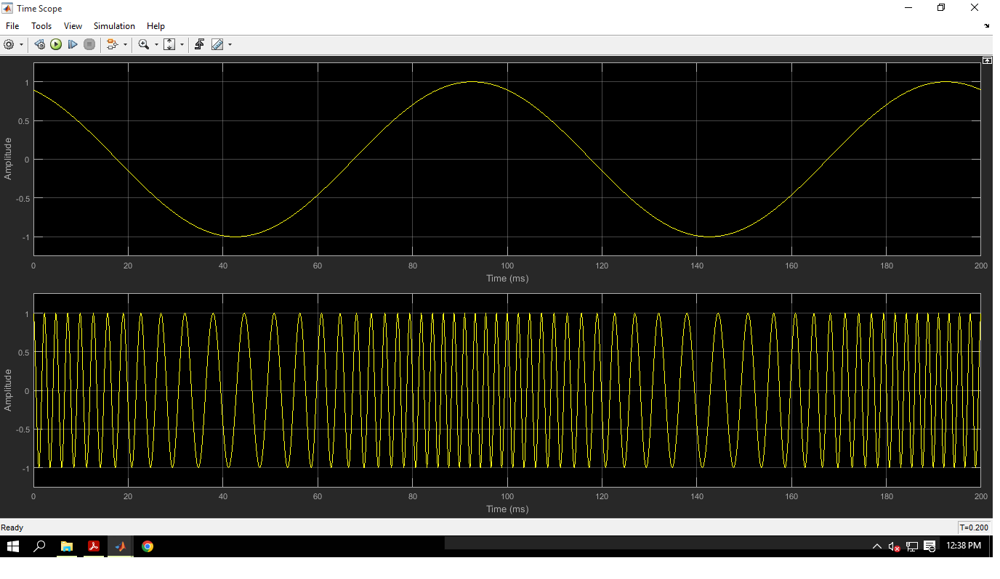 Time Scope
File Tools View Simulation Help
1
0.5
0
-0.5
-1
Amplitude
0 20 40 60 80 100 120 140 160 180 200
Time (ms)
1
0.5
0
-0.5
-1
Amplitude
0 20 40 60 80 100 120 140 160 180 200
Time (ms)
Ready
T=0.200
12:38 PM